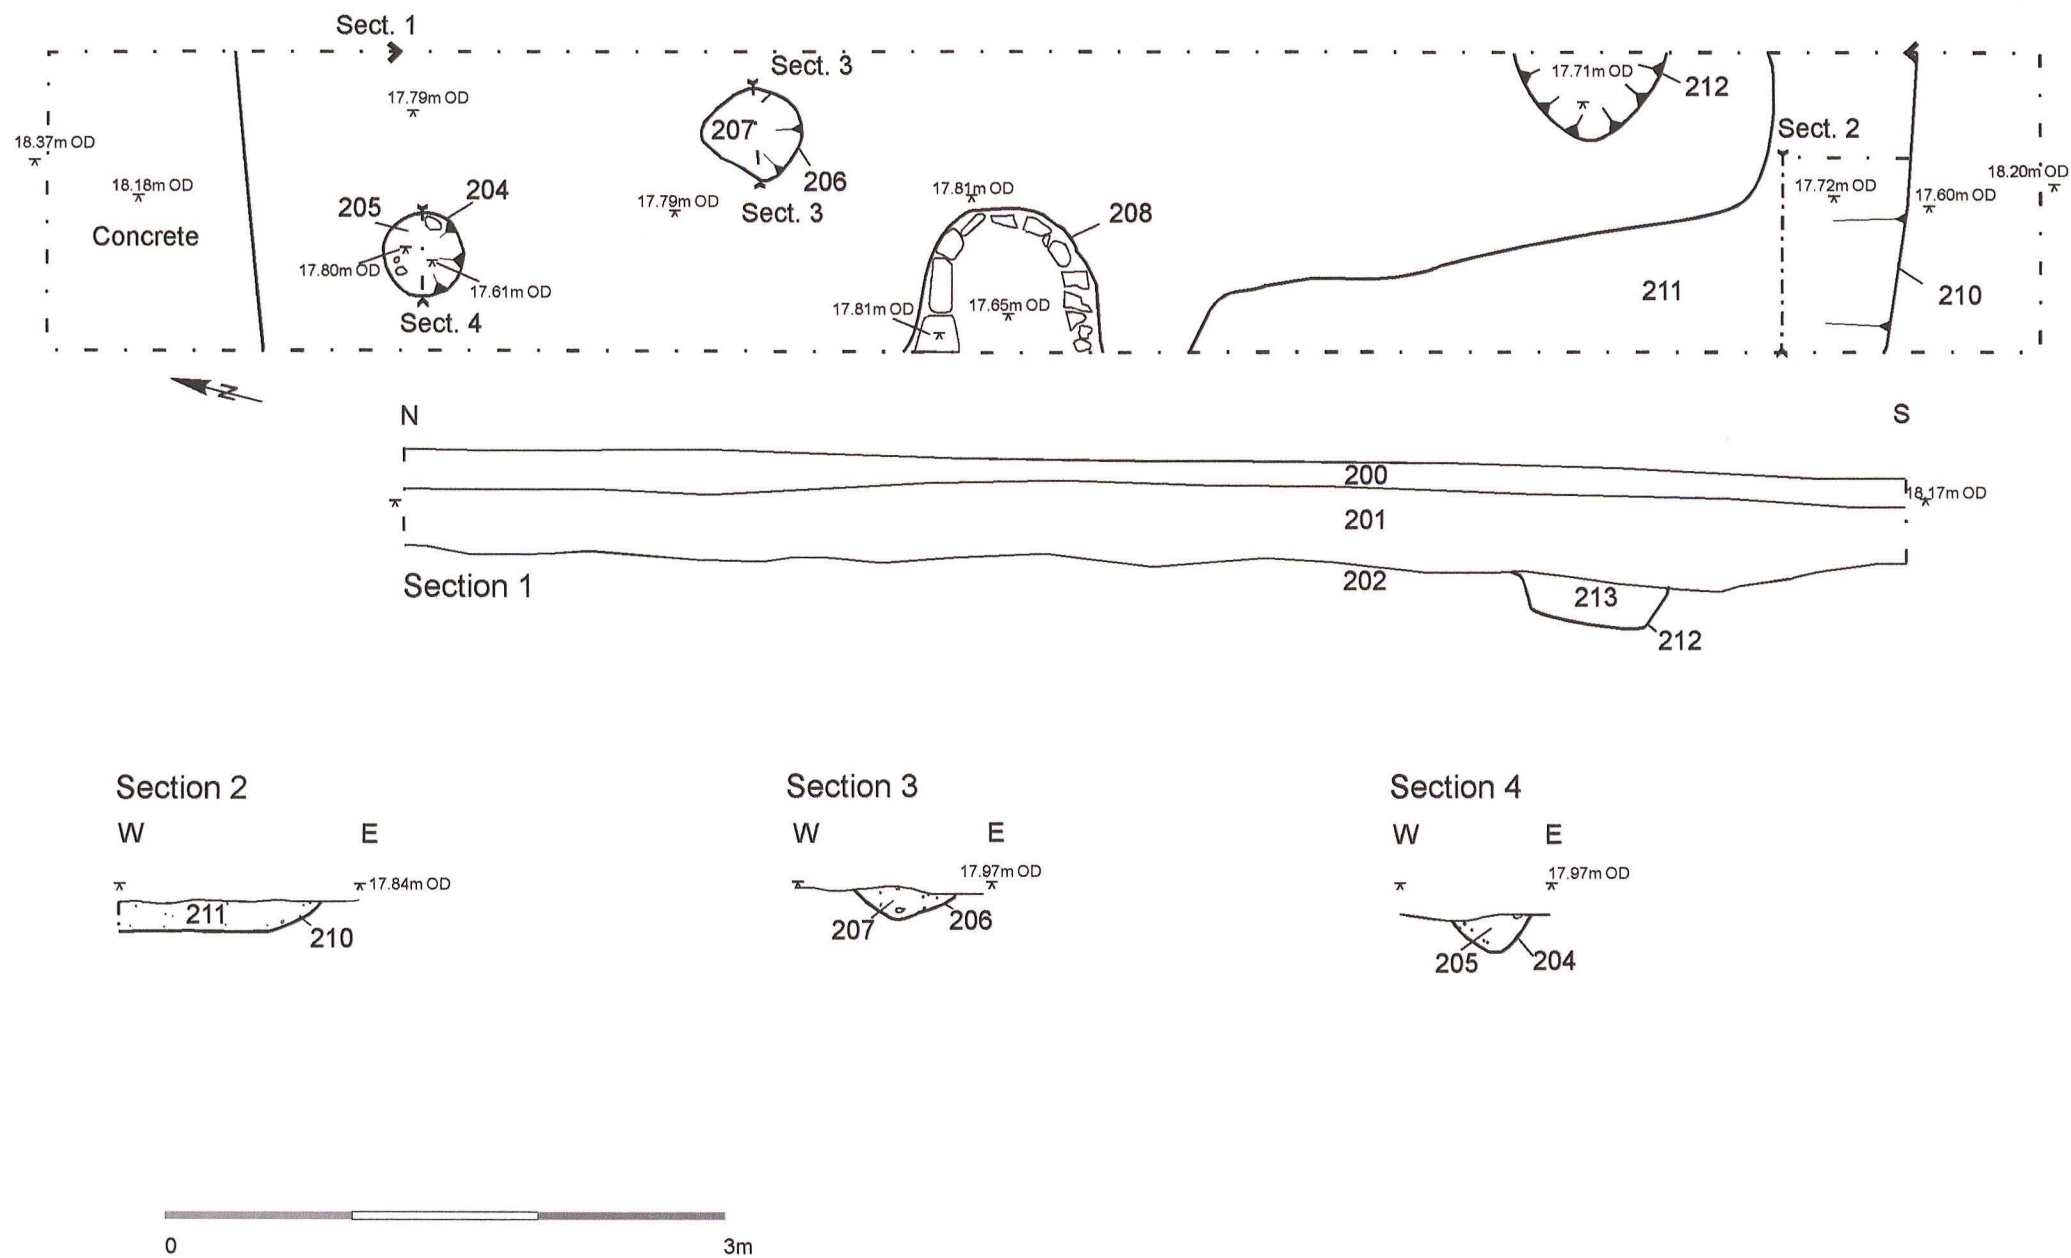 Sect. 1
Sect. 3
17.71m OD
212
17.79m OD
Sect. 2
207
18.37m OD
18.18m OD
204
206
17.81m OD
17.72m OD
18.20m OD
205
17.79m OD
Sect. 3
208
17.60m OD
Concrete
17.80m OD
17.61m OD
17.81m OD
17.65m OD
211
210
Sect. 4
N
N
S
200
18.17m OD
201
Section 1
202
213
212
Section 2
Section 3
Section 4
W
E
W
E
W
E
17.84m OD
17.97m OD
17.97m OD
211
210
207
206
205
204
0
3m